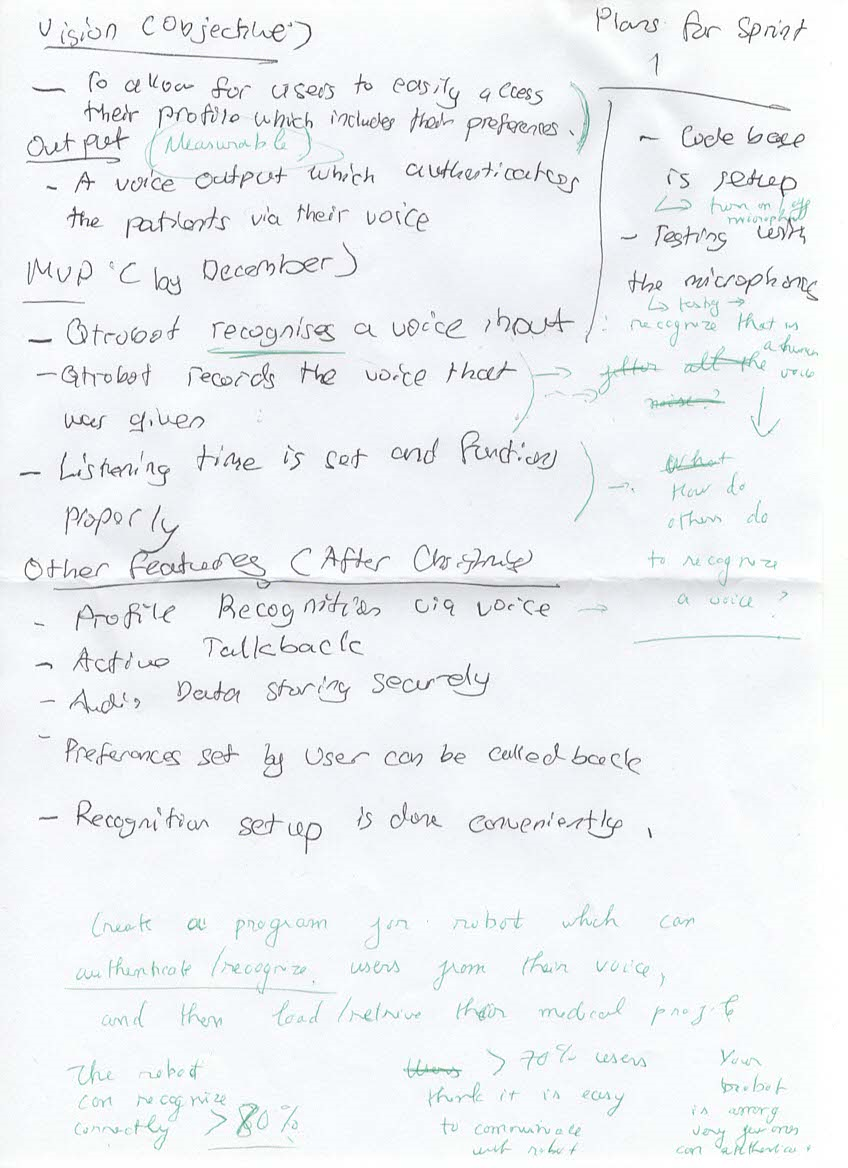 Vision (Objective)
- To allow for users to easily access
their profile which includes their preferences.
Output (Measurable)
- A voice output which authenticates
the patients via their voice
MVP (by December)
- Qtrobot recognises a voice input
- Qtrobot records the voice that
was given
- Listening time is set and functions
properly
Other features (After Christmas)
- Profile Recognition via voice →
- Active Talkback
- Audio Data storing securely
- Preferences set by User can be called back
- Recognition set up is done conveniently.
Plans for Sprint
1
- Code base
is setup
↳ turn on/off
microphone
- Testing with
the microphones
↳ testing →
recognize that is
a human
voice
→ filter all the
noise?
What
→ How do
others do
to recognize
a voice?
Create a program for robot which can
authenticate/recognize users from their voice,
and then load/retrive their medical profile
The robot
can recognize
correctly > 80%
Users > 70% users
think it is easy
to communicate
with robot
Your
robot
is among
very few ones
can authenticate.